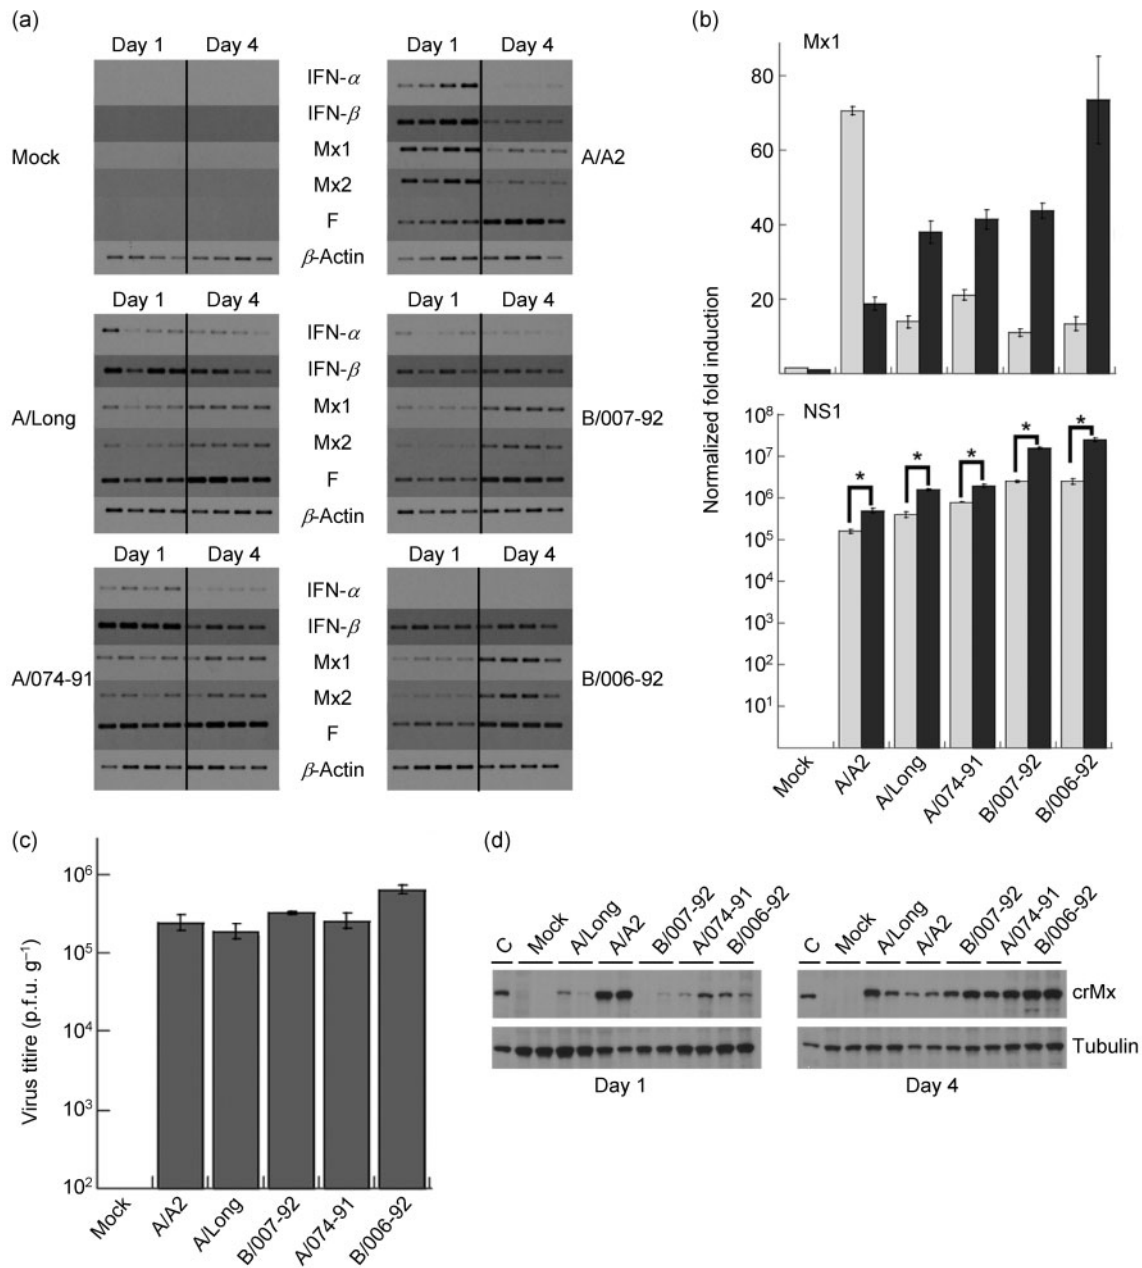 (a)
Day 1 Day 4
Mock
IFN-α
IFN-β
Mx1
Mx2
F
β-Actin
Day 1 Day 4
A/A2
Day 1 Day 4
A/Long
IFN-α
IFN-β
Mx1
Mx2
F
β-Actin
Day 1 Day 4
B/007-92
Day 1 Day 4
A/074-91
IFN-α
IFN-β
Mx1
Mx2
F
β-Actin
Day 1 Day 4
B/006-92
(b)
Normalized fold induction
Mx1
80
60
40
20
NS1
10⁸
10⁷
10⁶
10⁵
10⁴
10³
10²
10¹
* * * * *
Mock A/A2 A/Long A/074-91 B/007-92 B/006-92
(c)
Virus titire (p.f.u. g⁻¹)
10⁶
10⁵
10⁴
10³
10²
Mock A/A2 A/Long B/007-92 A/074-91 B/006-92
(d)
C Mock A/Long A/A2 B/007-92 A/074-91 B/006-92
C Mock A/Long A/A2 B/007-92 A/074-91 B/006-92
crMx
Tubulin
Day 1 Day 4